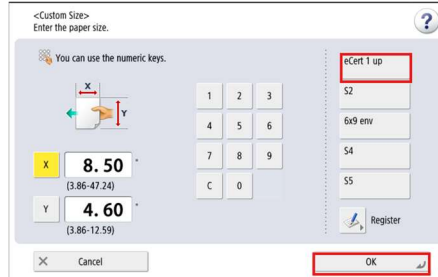 <Custom Size>
Enter the paper size.
?
You can use the numeric keys.
X
Y
X
8.50 "
(3.86-47.24)
Y
4.60 "
(3.86-12.59)
1 2 3
4 5 6
7 8 9
C 0
eCert 1 up
S2
6x9 env
S4
S5
Register
Cancel
OK